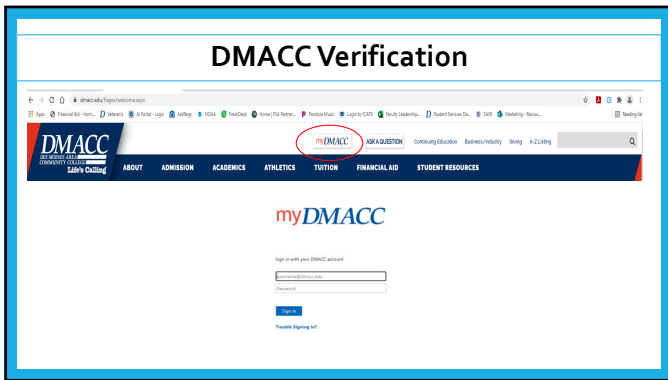 DMACC Verification
dmacc.edu/Pages/welcome.aspx
Apps Financial Aid - Hom... Veteran's AI Portal - Login AskRegs NCAA FreshDesk Home | FSA Partner... Pandora Music Login to ICAPS Faculty Leadership... Student Services Da... SAVE Marketing - Resour... Reading list
DMACC
DES MOINES AREA
COMMUNITY COLLEGE
Life's Calling
myDMACC ASK A QUESTION Continuing Education Business/Industry Giving A-Z Listing
ABOUT ADMISSION ACADEMICS ATHLETICS TUITION FINANCIAL AID STUDENT RESOURCES
myDMACC
Sign in with your DMACC account
username@dmacc.edu
Password
Sign in
Trouble Signing In?